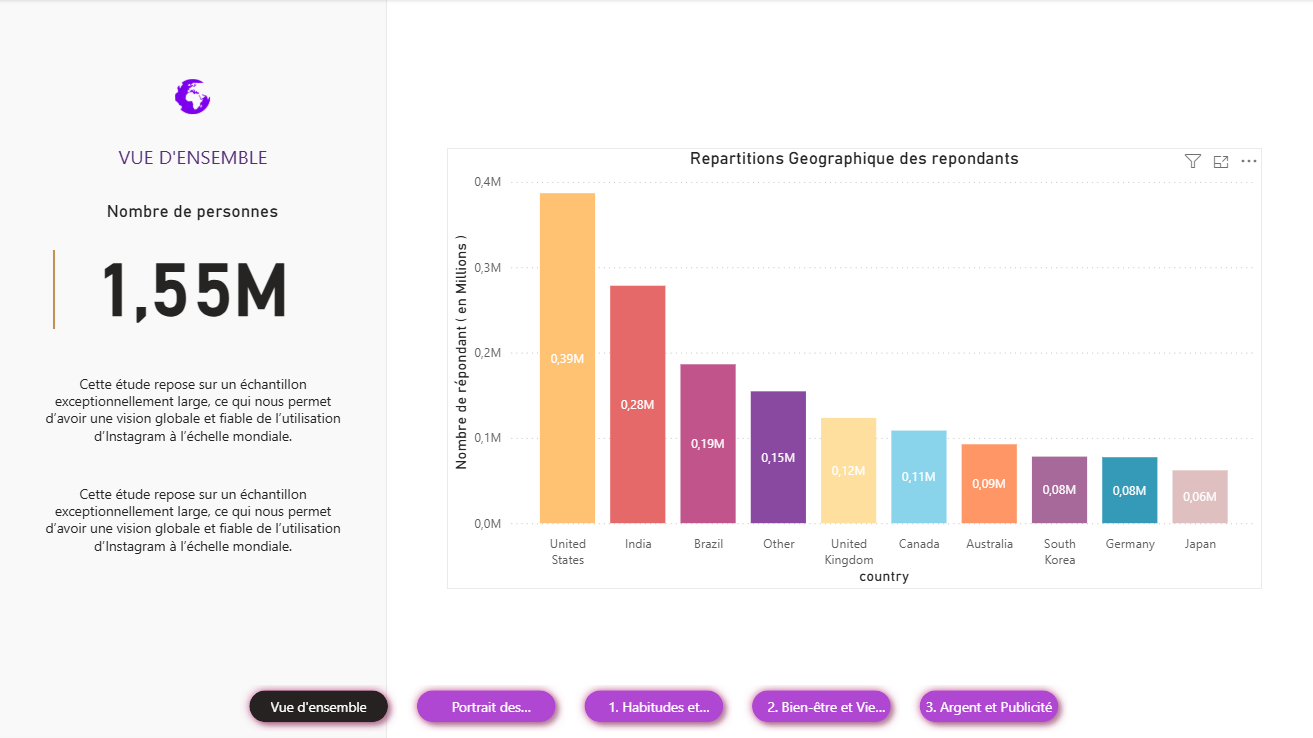 VUE D'ENSEMBLE
Nombre de personnes
1,55M
Cette étude repose sur un échantillon
exceptionnellement large, ce qui nous permet
d’avoir une vision globale et fiable de l’utilisation
d’Instagram à l’échelle mondiale.
Cette étude repose sur un échantillon
exceptionnellement large, ce qui nous permet
d’avoir une vision globale et fiable de l’utilisation
d’Instagram à l’échelle mondiale.
Repartitions Geographique des repondants
Nombre de répondant ( en Millions )
0,4M
0,3M
0,2M
0,1M
0,0M
0,39M
0,28M
0,19M
0,15M
0,12M
0,11M
0,09M
0,08M
0,08M
0,06M
United
States
India
Brazil
Other
United
Kingdom
Canada
Australia
South
Korea
Germany
Japan
country
Vue d'ensemble
Portrait des...
1. Habitudes et...
2. Bien-être et Vie...
3. Argent et Publicité